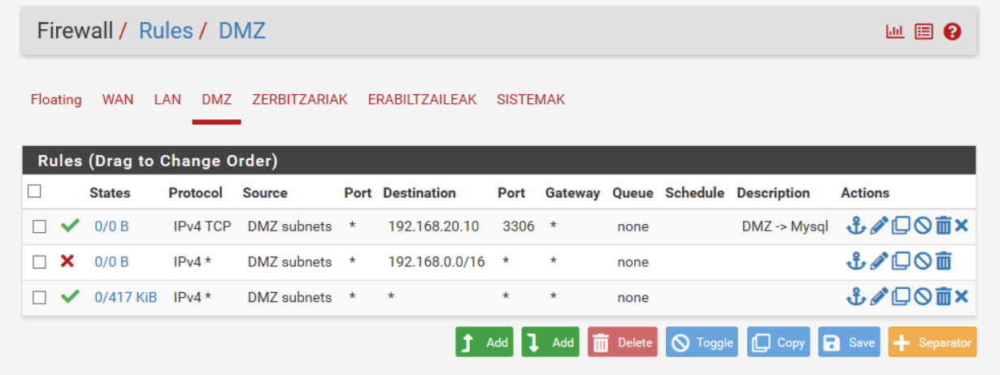 Firewall / Rules / DMZ
Floating WAN LAN DMZ ZERBITZARIAK ERABILTZAILEAK SISTEMAK
Rules (Drag to Change Order)
States Protocol Source Port Destination Port Gateway Queue Schedule Description Actions
0/0 B IPv4 TCP DMZ subnets * 192.168.20.10 3306 * none DMZ -> Mysql
0/0 B IPv4 * DMZ subnets * 192.168.0.0/16 * * none
0/417 KiB IPv4 * DMZ subnets * * * * none
Add Add Delete Toggle Copy Save Separator